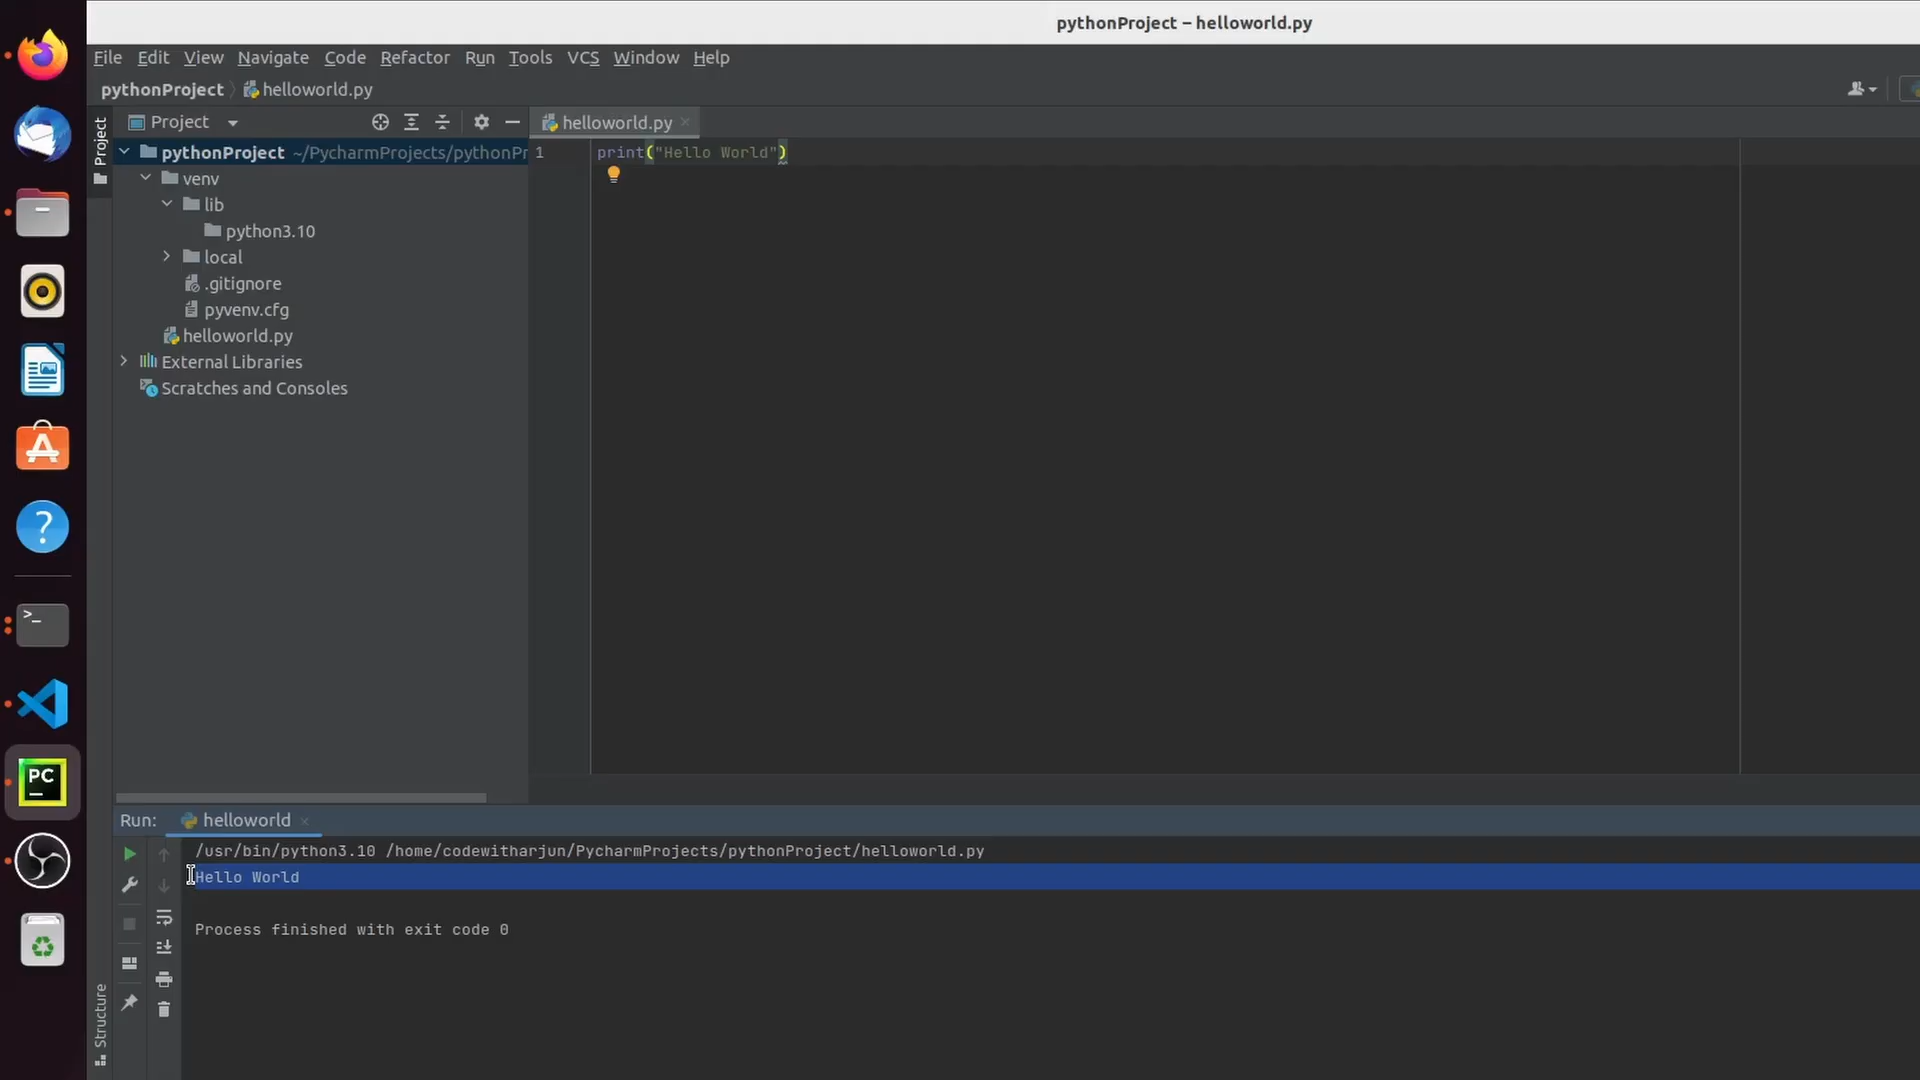 pythonProject – helloworld.py
File Edit View Navigate Code Refactor Run Tools VCS Window Help
pythonProject helloworld.py
Project
Project
helloworld.py
pythonProject ~/PycharmProjects/pythonPr
venv
lib
python3.10
local
.gitignore
pyvenv.cfg
helloworld.py
External Libraries
Scratches and Consoles
1 print("Hello World")
PC
Run: helloworld
/usr/bin/python3.10 /home/codewitharjun/PycharmProjects/pythonProject/helloworld.py
Hello World
Process finished with exit code 0
Structure